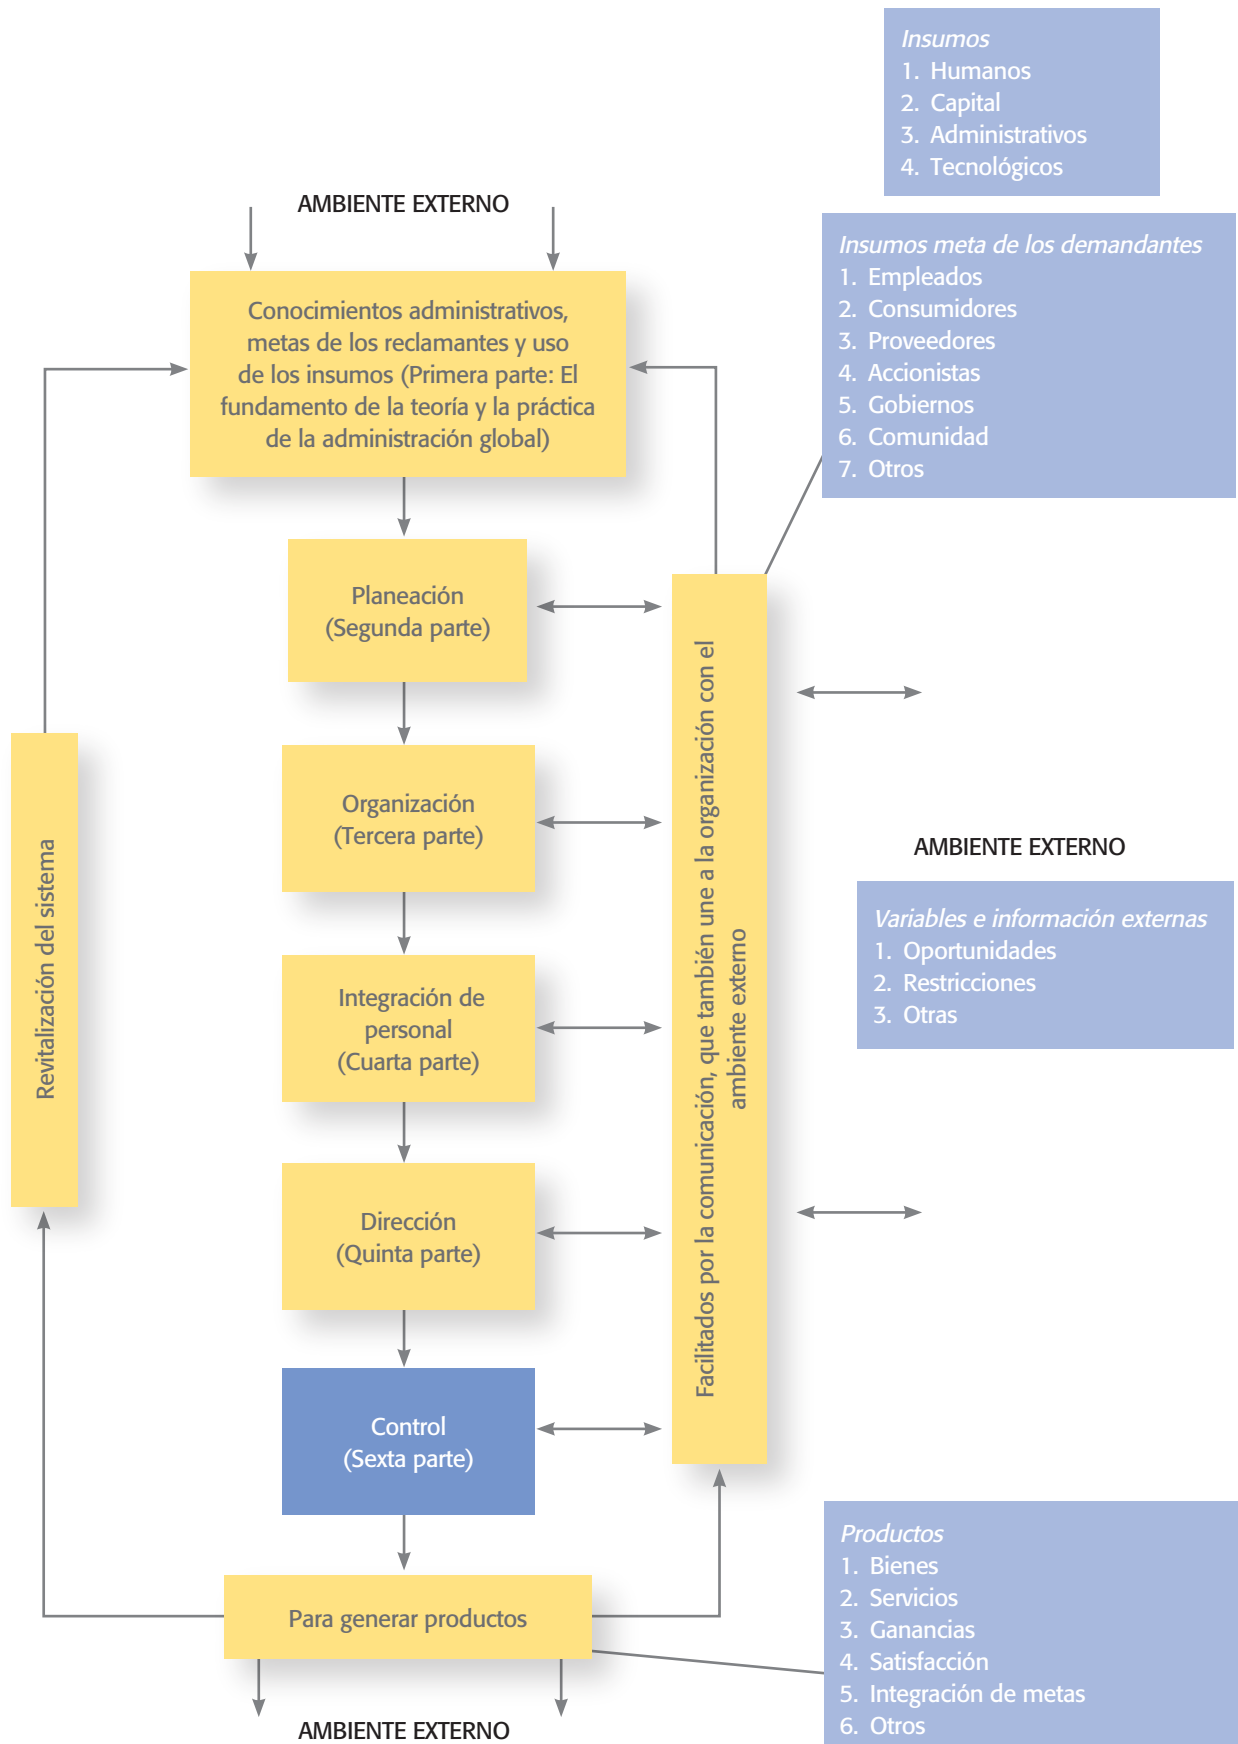 Insumos
1. Humanos
2. Capital
3. Administrativos
4. Tecnológicos
AMBIENTE EXTERNO
Insumos meta de los demandantes
1. Empleados
2. Consumidores
3. Proveedores
4. Accionistas
5. Gobiernos
6. Comunidad
7. Otros
Conocimientos administrativos,
metas de los reclamantes y uso
de los insumos (Primera parte: El
fundamento de la teoría y la práctica
de la administración global)
Planeación
(Segunda parte)
Organización
(Tercera parte)
Integración de
personal
(Cuarta parte)
Dirección
(Quinta parte)
Control
(Sexta parte)
Para generar productos
Revitalización del sistema
Facilitados por la comunicación, que también une a la organización con el
ambiente externo
AMBIENTE EXTERNO
Variables e información externas
1. Oportunidades
2. Restricciones
3. Otras
Productos
1. Bienes
2. Servicios
3. Ganancias
4. Satisfacción
5. Integración de metas
6. Otros
AMBIENTE EXTERNO